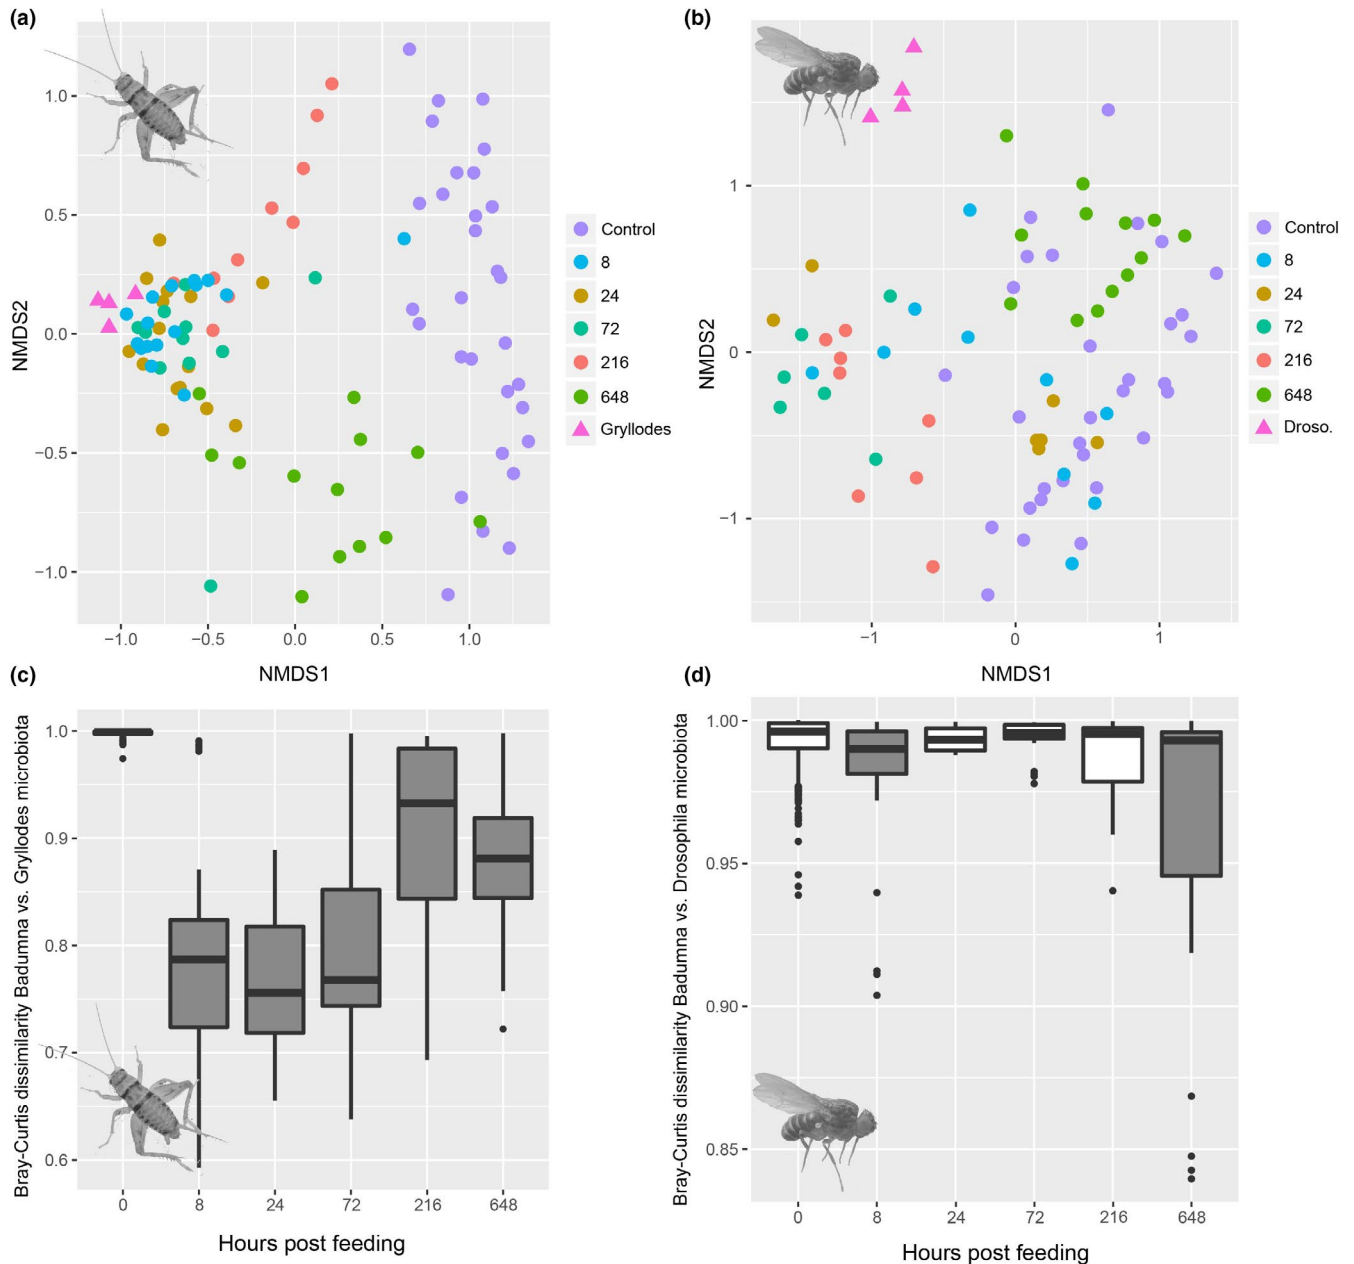 (a)
NMDS2
1.0
0.5
0.0
−0.5
−1.0
−1.0 −0.5 0.0 0.5 1.0
NMDS1
Control
8
24
72
216
648
Gryllodes
(b)
NMDS2
1
0
−1
−1 0 1
NMDS1
Control
8
24
72
216
648
Droso.
(c)
Bray-Curtis dissimilarity Badumna vs. Gryllodes microbiota
1.0
0.9
0.8
0.7
0.6
0 8 24 72 216 648
Hours post feeding
(d)
Bray-Curtis dissimilarity Badumna vs. Drosophila microbiota
1.00
0.95
0.90
0.85
0 8 24 72 216 648
Hours post feeding